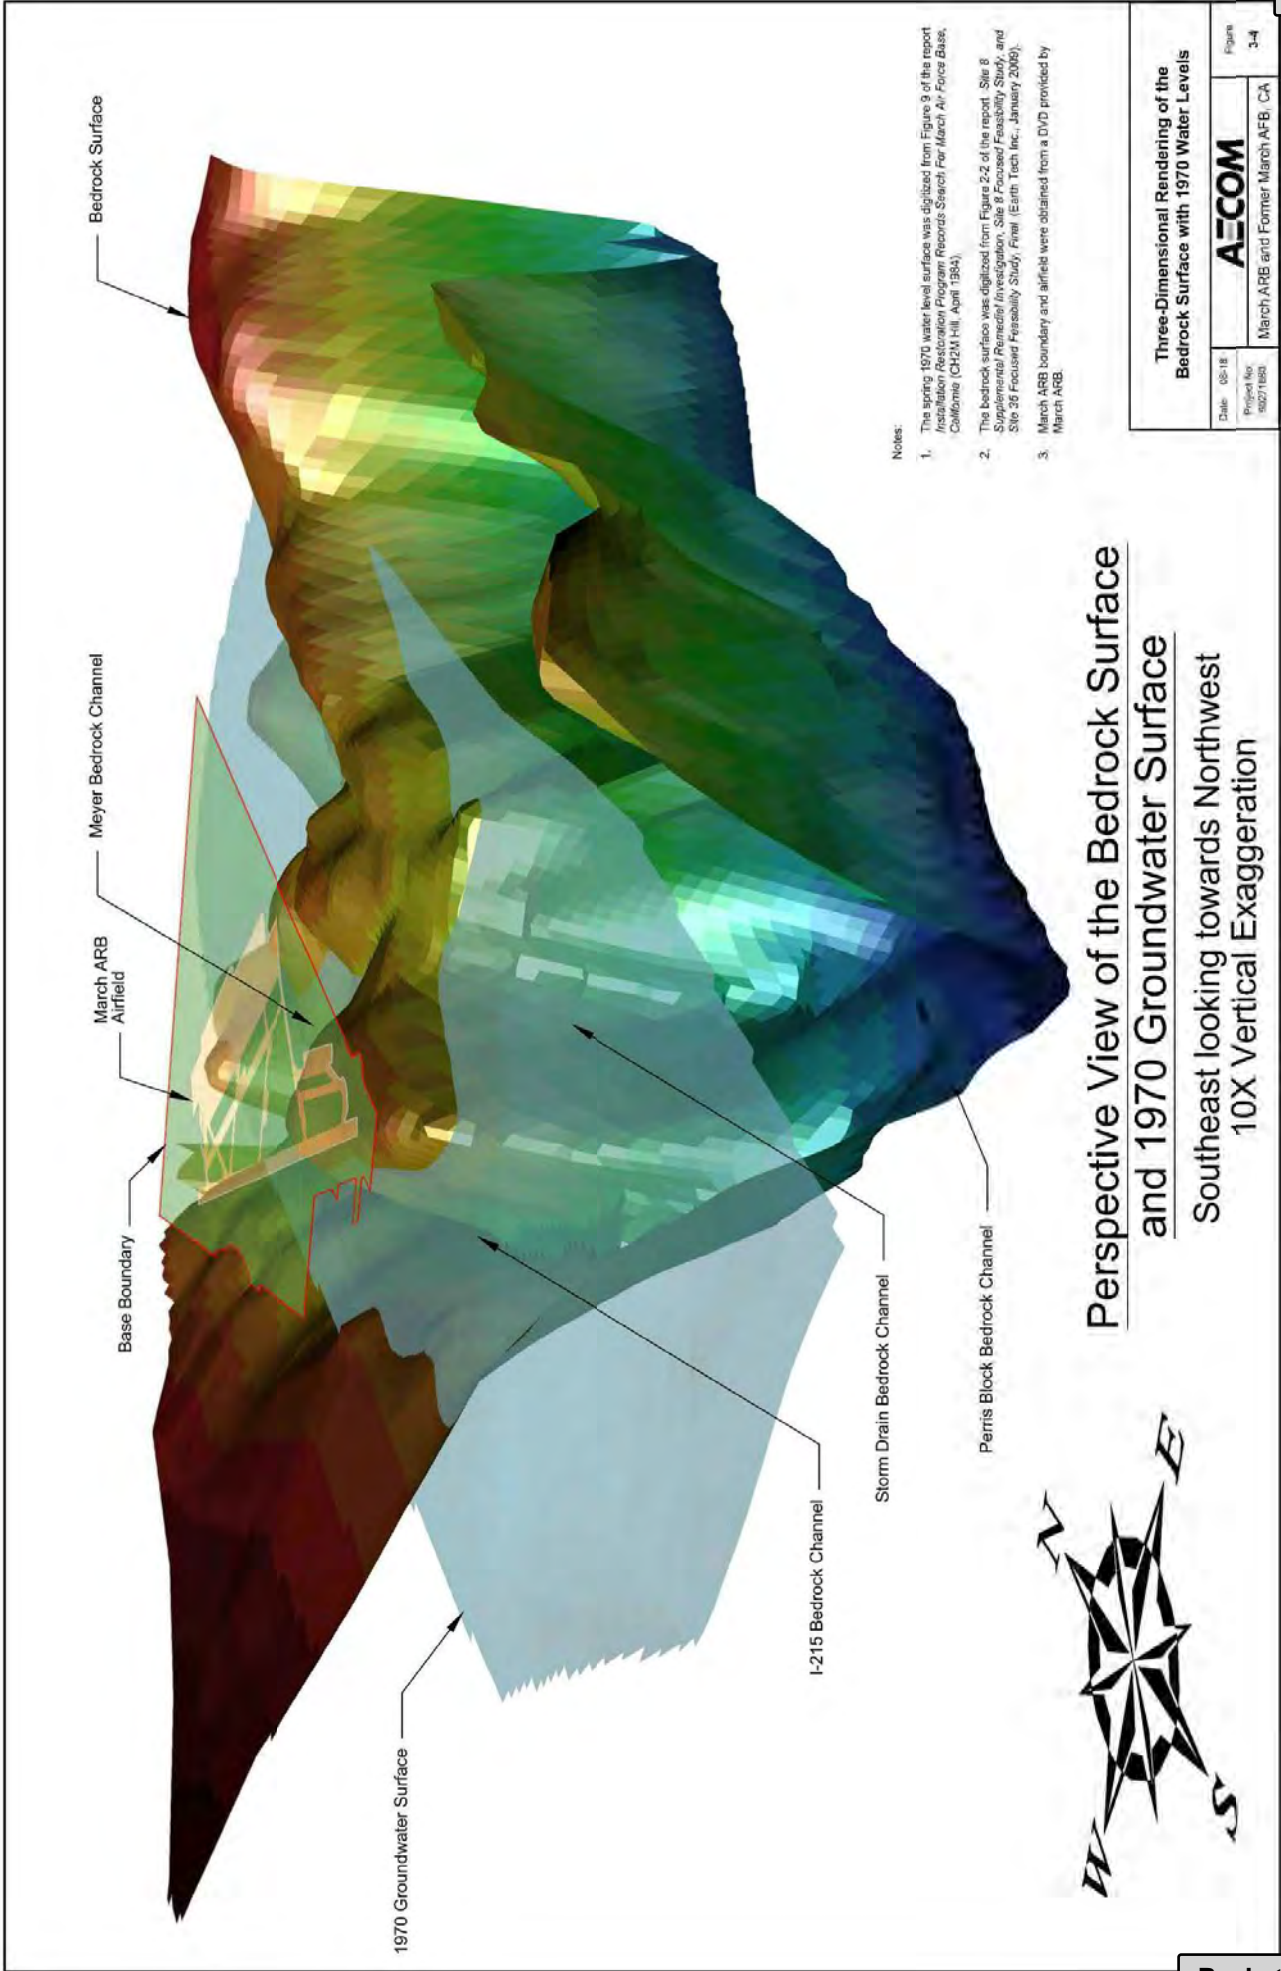 Bedrock Surface
Meyer Bedrock Channel
March ARB
Airfield
Base Boundary
1970 Groundwater Surface
I-215 Bedrock Channel
Storm Drain Bedrock Channel
Perris Block Bedrock Channel
Notes:
1. The spring 1970 water level surface was digitized from Figure 9 of the report
Installation Restoration Program Records Search For March Air Force Base,
California (CH2M Hill, April 1984).
2. The bedrock surface was digitized from Figure 2-2 of the report Site 8
Supplemental Remedial Investigation, Site 8 Focused Feasibility Study, and
Site 36 Focused Feasibility Study, Final (Earth Tech Inc., January 2009).
3. March ARB boundary and airfield were obtained from a DVD provided by
March ARB.
Perspective View of the Bedrock Surface
and 1970 Groundwater Surface
Southeast looking towards Northwest
10X Vertical Exaggeration
N
E
S
W
Three-Dimensional Rendering of the
Bedrock Surface with 1970 Water Levels
Date: 06-18
AECOM
Figure
3-4
Project No:
March ARB and Former March AFB, CA